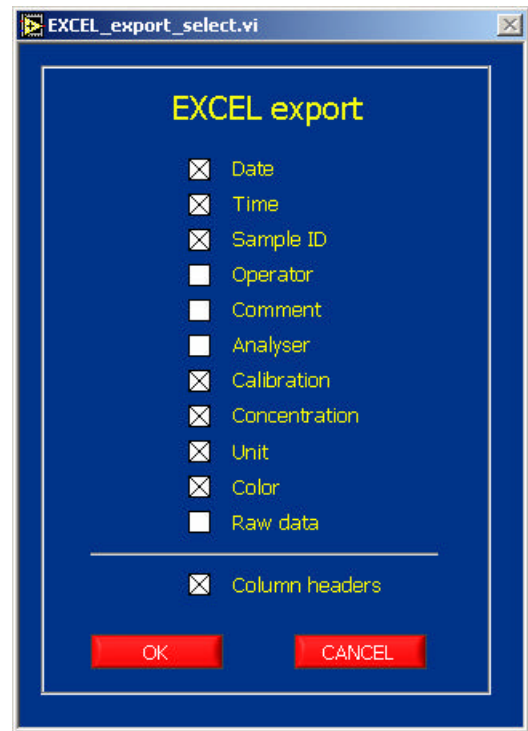 EXCEL_export_select.vi
EXCEL export
Date
Time
Sample ID
Operator
Comment
Analyser
Calibration
Concentration
Unit
Color
Raw data
Column headers
OK CANCEL